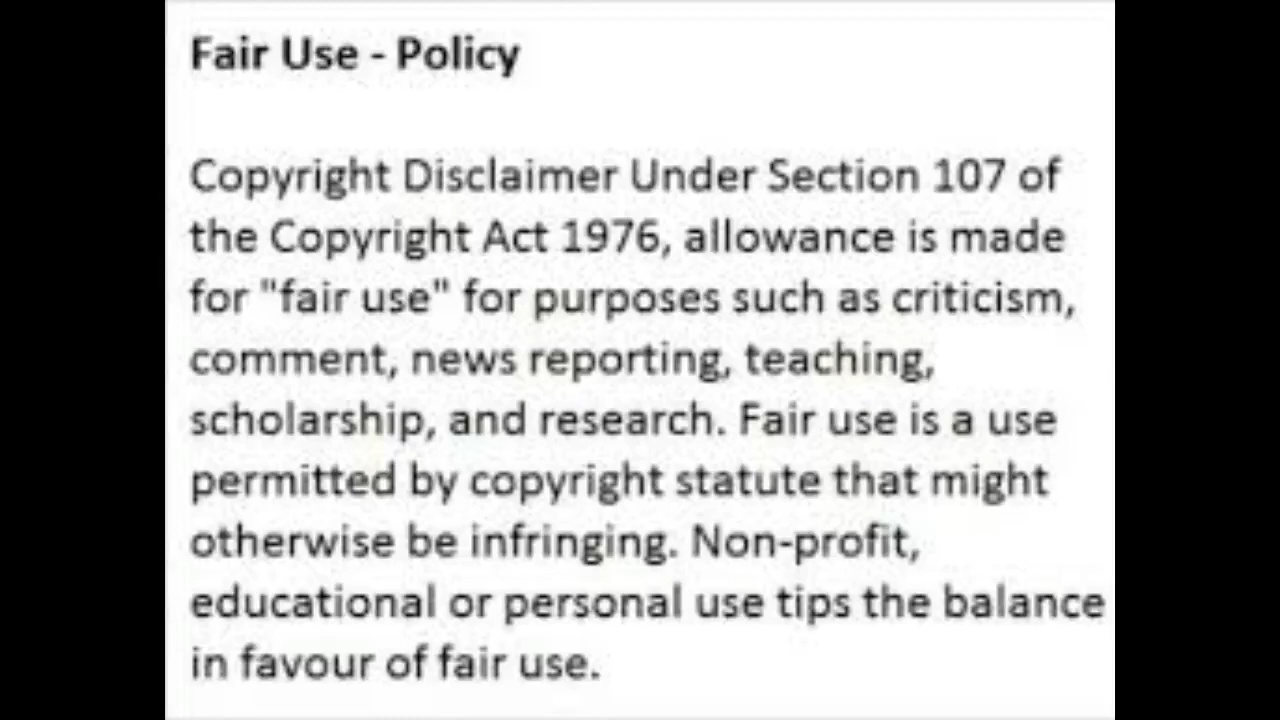 Fair Use - Policy
Copyright Disclaimer Under Section 107 of
the Copyright Act 1976, allowance is made
for "fair use" for purposes such as criticism,
comment, news reporting, teaching,
scholarship, and research. Fair use is a use
permitted by copyright statute that might
otherwise be infringing. Non-profit,
educational or personal use tips the balance
in favour of fair use.